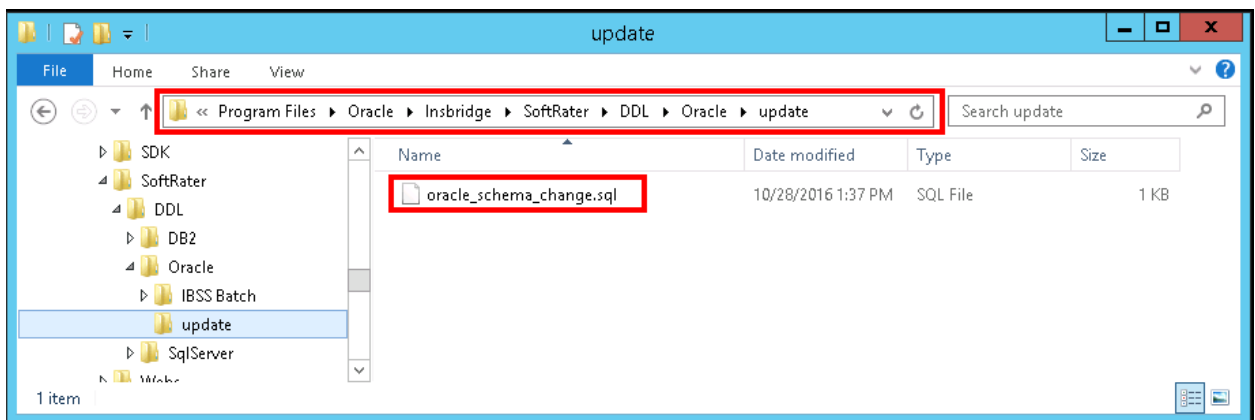 update
File Home Share View
« Program Files Oracle Insbridge SoftRater DDL Oracle update
Search update
SDK
SoftRater
DDL
DB2
Oracle
IBSS Batch
update
SqlServer
Name Date modified Type Size
oracle_schema_change.sql 10/28/2016 1:37 PM SQL File 1 KB
1 item